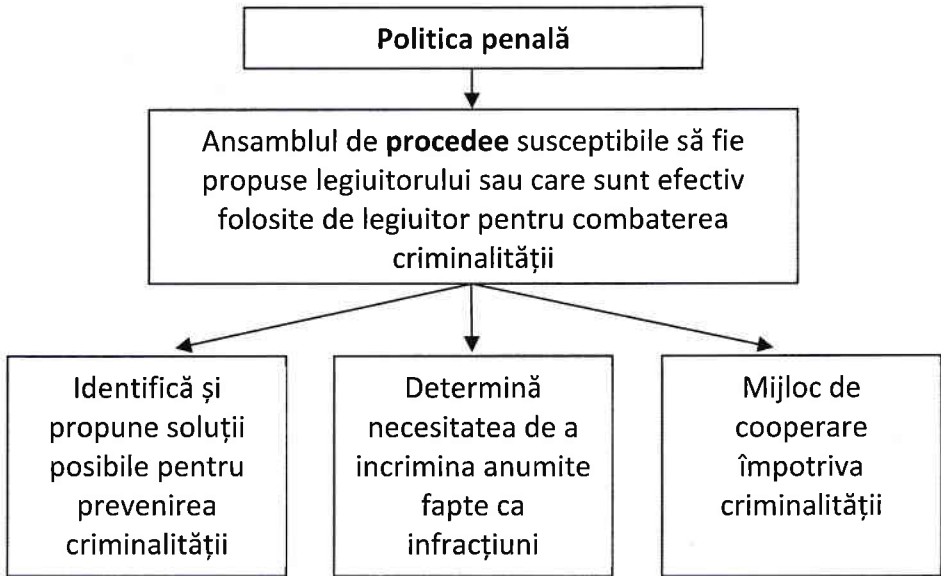 Politica penală
Ansamblul de procedee susceptibile să fie
propuse legiuitorului sau care sunt efectiv
folosite de legiuitor pentru combaterea
criminalității
Identifică și
propune soluții
posibile pentru
prevenirea
criminalității
Determină
necesitatea de a
incrimina anumite
fapte ca
infracțiuni
Mijloc de
cooperare
împotriva
criminalității